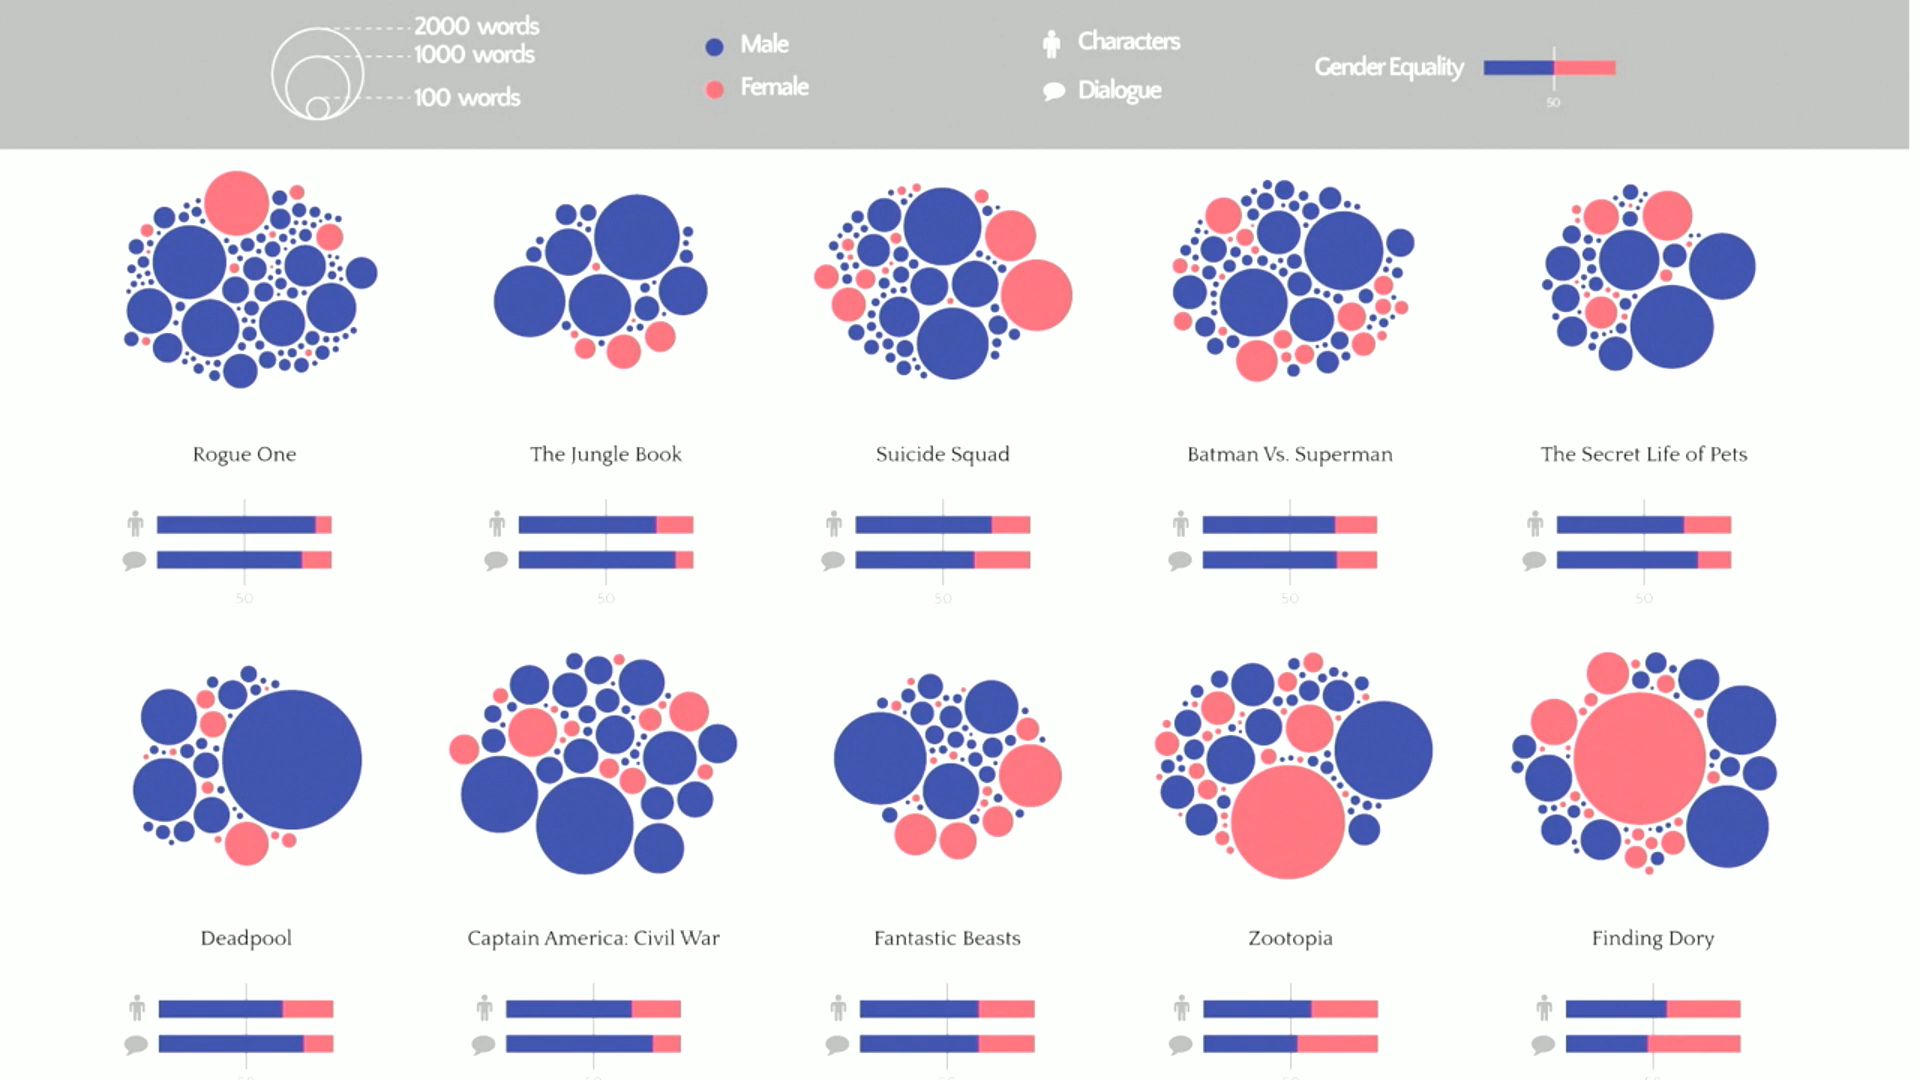 2000 words
1000 words
100 words
Male
Female
Characters
Dialogue
Gender Equality
50
Rogue One
The Jungle Book
Suicide Squad
Batman Vs. Superman
The Secret Life of Pets
50
50
50
50
50
Deadpool
Captain America: Civil War
Fantastic Beasts
Zootopia
Finding Dory